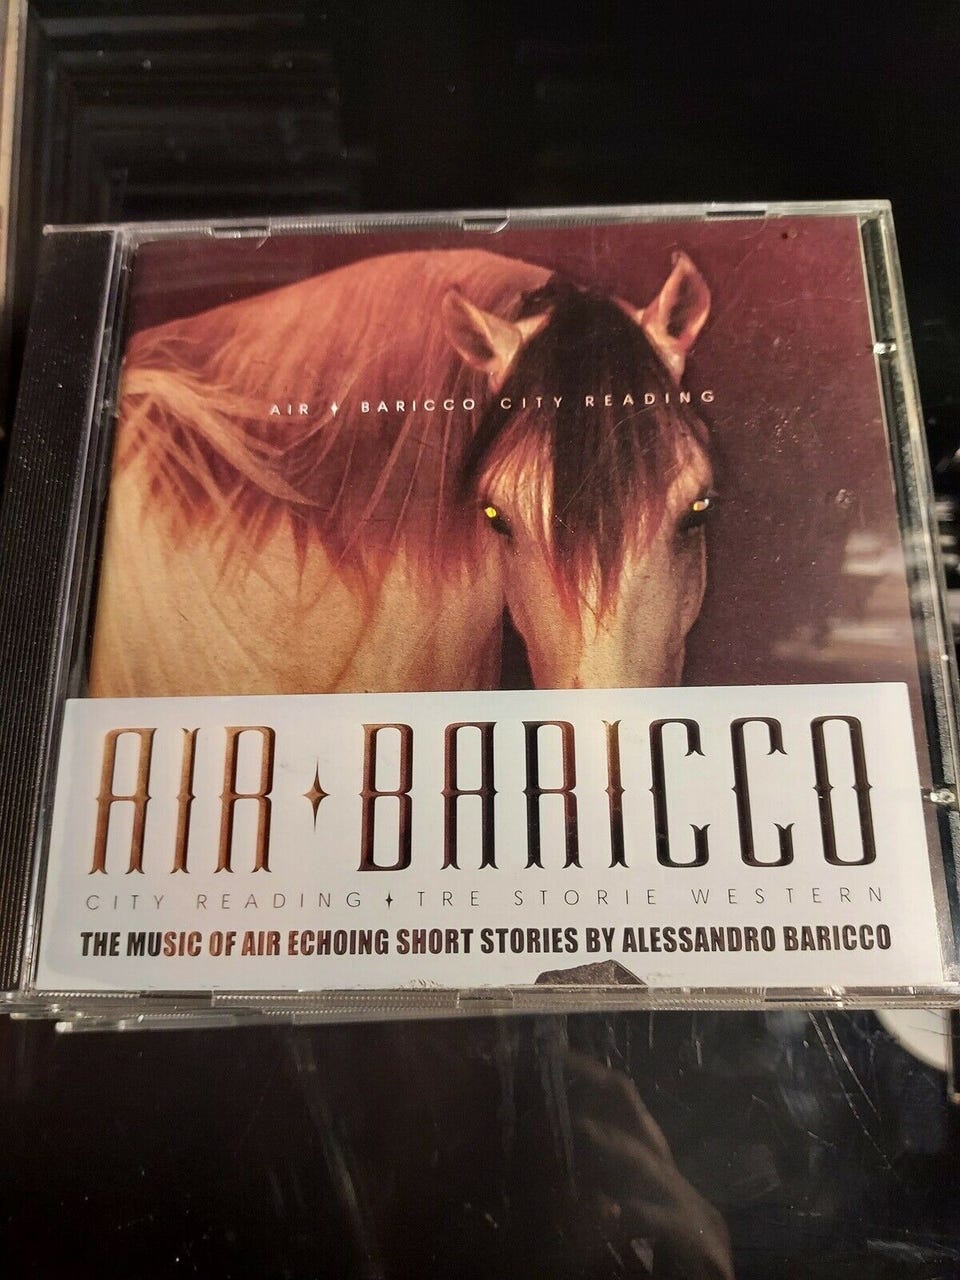 AIR ✦ BARICCO CITY READING
AIR ✦ BARICCO
CITY READING ✦ TRE STORIE WESTERN
THE MUSIC OF AIR ECHOING SHORT STORIES BY ALESSANDRO BARICCO